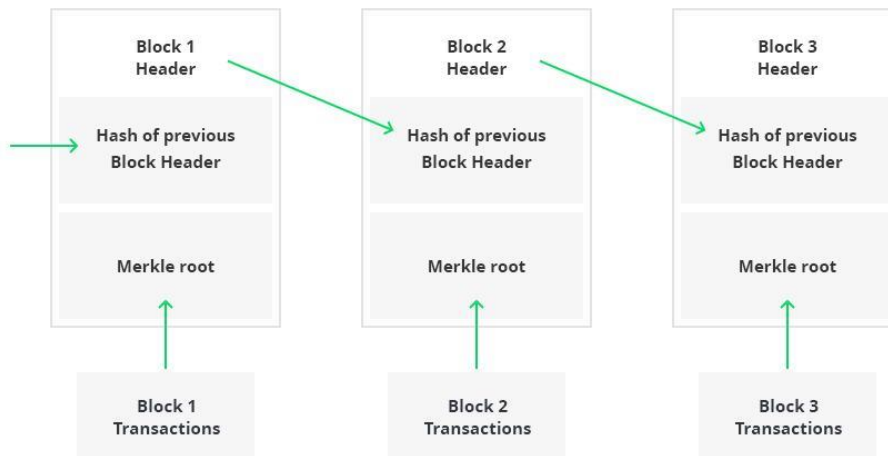 Block 1
Header
Hash of previous
Block Header
Merkle root
Block 1
Transactions
Block 2
Header
Hash of previous
Block Header
Merkle root
Block 2
Transactions
Block 3
Header
Hash of previous
Block Header
Merkle root
Block 3
Transactions